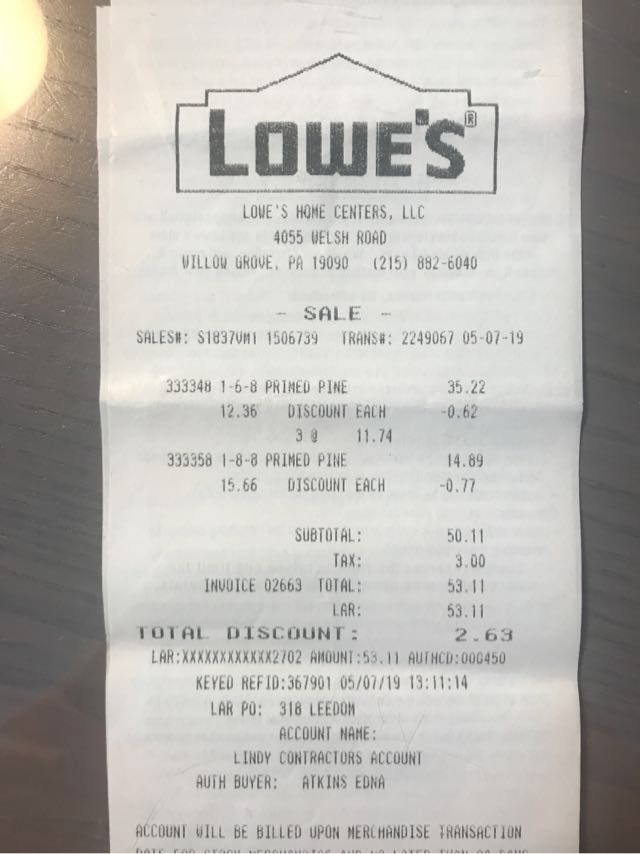 LOWE'S®
LOWE'S HOME CENTERS, LLC
4055 WELSH ROAD
WILLOW GROVE, PA 19090 (215) 882-6040
- SALE -
SALES#: S1837VM1 1506739 TRANS#: 2249067 05-07-19
333348 1-6-8 PRIMED PINE 35.22
12.36 DISCOUNT EACH -0.62
3 @ 11.74
333358 1-8-8 PRIMED PINE 14.89
15.66 DISCOUNT EACH -0.77
SUBTOTAL: 50.11
TAX: 3.00
INVOICE 02663 TOTAL: 53.11
LAR: 53.11
TOTAL DISCOUNT: 2.63
LAR:XXXXXXXXXXXX2702 AMOUNT:53.11 AUTHCD:000450
KEYED REFID:367901 05/07/19 13:11:14
LAR PO: 318 LEEDOM
ACCOUNT NAME:
LINDY CONTRACTORS ACCOUNT
AUTH BUYER: ATKINS EDNA
ACCOUNT WILL BE BILLED UPON MERCHANDISE TRANSACTION